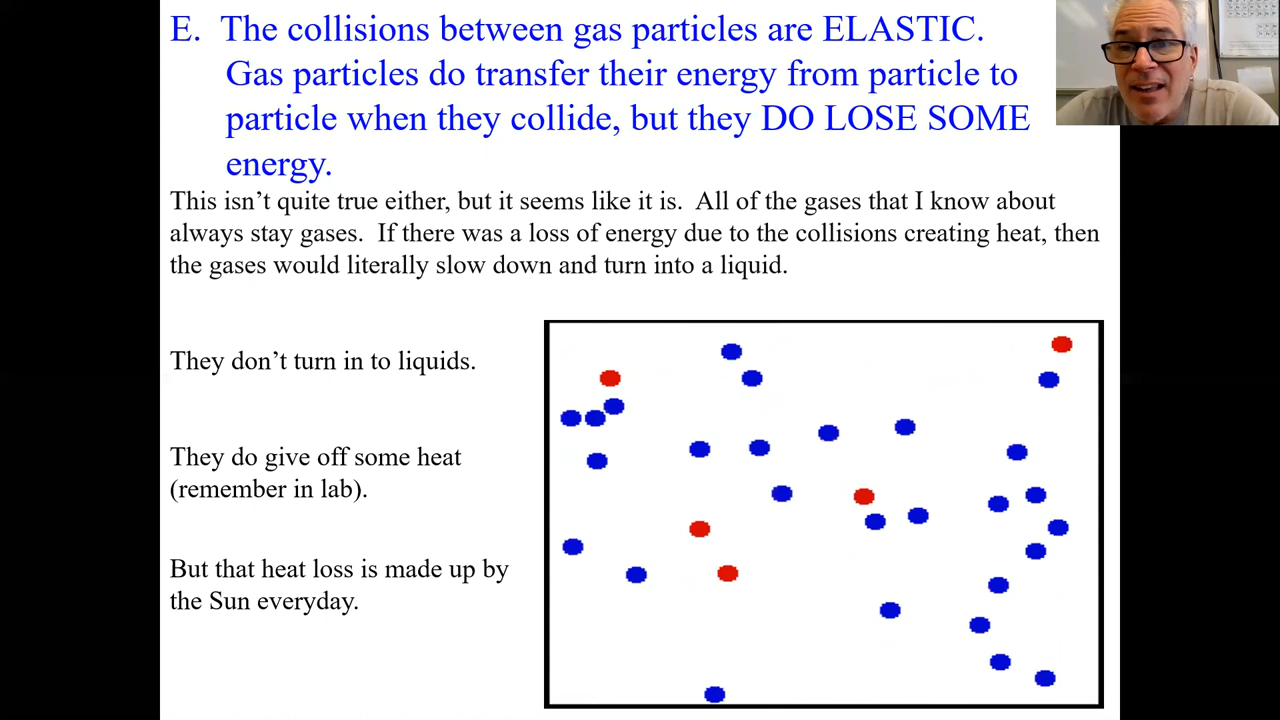 E. The collisions between gas particles are ELASTIC.
Gas particles do transfer their energy from particle to
particle when they collide, but they DO LOSE SOME
energy.
This isn’t quite true either, but it seems like it is. All of the gases that I know about
always stay gases. If there was a loss of energy due to the collisions creating heat, then
the gases would literally slow down and turn into a liquid.
They don’t turn in to liquids.
They do give off some heat
(remember in lab).
But that heat loss is made up by
the Sun everyday.